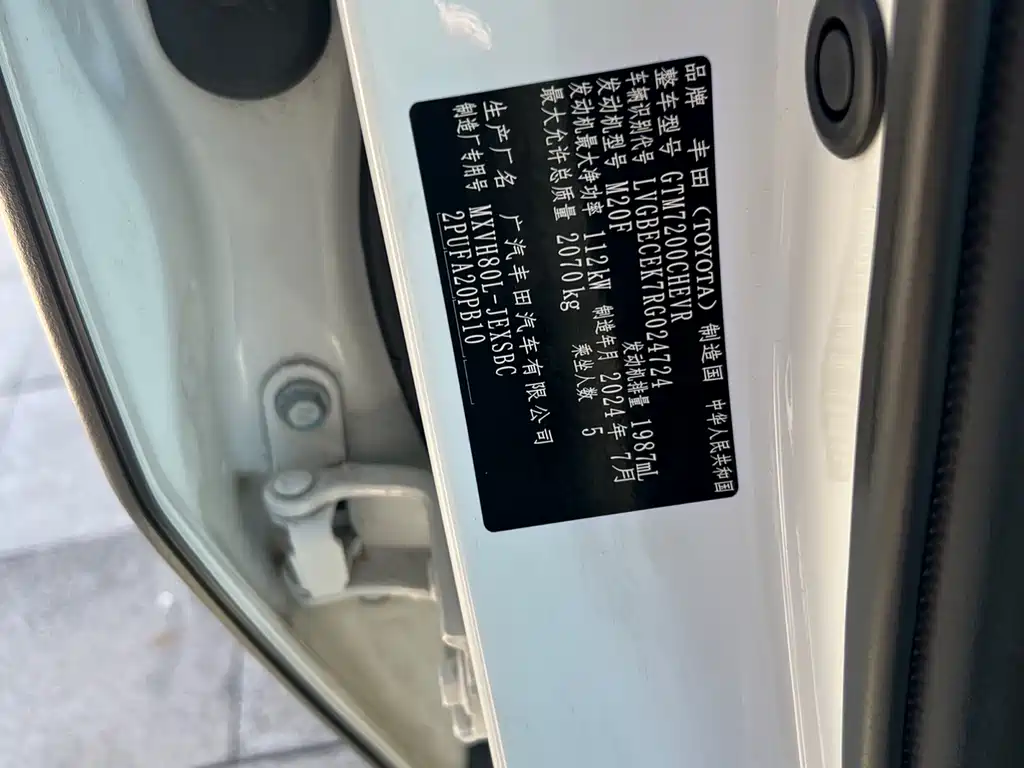 品牌 丰田 (TOYOTA) 制造国 中华人民共和国
整车型号 GTM7200CHEVR
车辆识别代号 LVGBECEK7RG024724
发动机型号 M20F 发动机排量 1987mL
发动机最大净功率 112kW 制造年月 2024年 7月
最大允许总质量 2070kg 乘坐人数 5
生产厂名 广汽丰田汽车有限公司
制造厂专用号 MXVH80L-JEXSBC
2PUFA20PB10